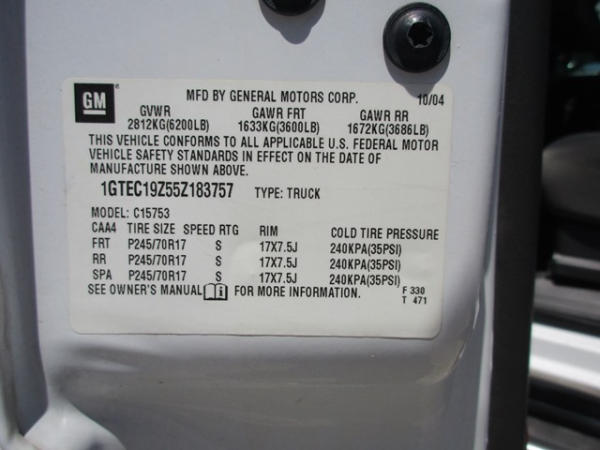 GM
MFD BY GENERAL MOTORS CORP. 10/04
GVWR GAWR FRT GAWR RR
2812KG(6200LB) 1633KG(3600LB) 1672KG(3686LB)
THIS VEHICLE CONFORMS TO ALL APPLICABLE U.S. FEDERAL MOTOR
VEHICLE SAFETY STANDARDS IN EFFECT ON THE DATE OF
MANUFACTURE SHOWN ABOVE.
1GTEC19Z55Z183757 TYPE: TRUCK
MODEL: C15753
CAA4 TIRE SIZE SPEED RTG RIM COLD TIRE PRESSURE
FRT P245/70R17 S 17X7.5J 240KPA(35PSI)
RR P245/70R17 S 17X7.5J 240KPA(35PSI)
SPA P245/70R17 S 17X7.5J 240KPA(35PSI)
SEE OWNER'S MANUAL FOR MORE INFORMATION. F 330
T 471